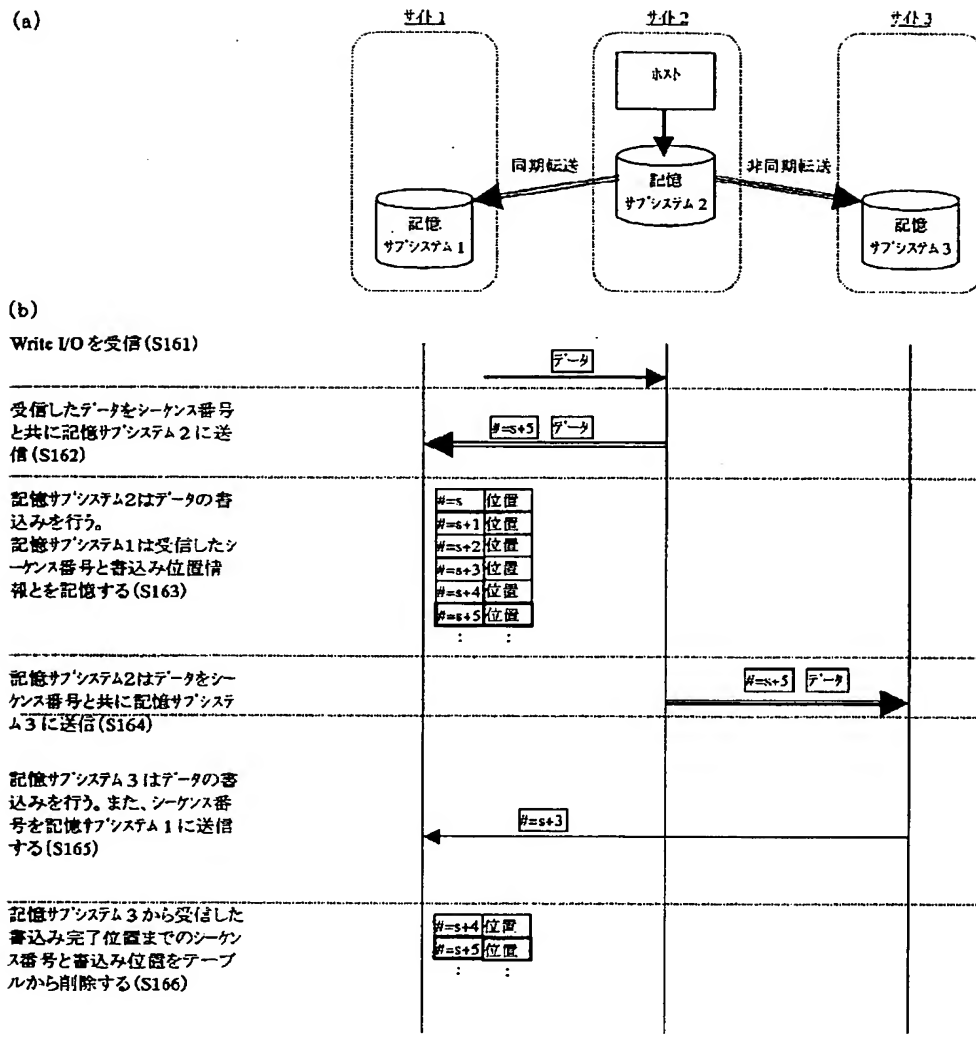 (a)
サイト1 サイト2 サイト3
ホスト
同期転送 非同期転送
記憶
サブシステム2
記憶
サブシステム1
記憶
サブシステム3
(b)
Write I/Oを受信(S161)
データ
受信したデータをシーケンス番号
と共に記憶サブシステム2に送
信(S162)
#=s+5 データ
記憶サブシステム2はデータの書
込みを行う。
記憶サブシステム1は受信したシ
ーケンス番号と書込み位置情
報とを記憶する(S163)
#=s 位置
#=s+1 位置
#=s+2 位置
#=s+3 位置
#=s+4 位置
#=s+5 位置
: :
記憶サブシステム2はデータをシー
ケンス番号と共に記憶サブシステ
ム3に送信(S164)
#=s+5 データ
記憶サブシステム3はデータの書
込みを行う。また、シーケンス番
号を記憶サブシステム1に送信
する(S165)
#=s+3
記憶サブシステム3から受信した
書込み完了位置までのシーケン
ス番号と書込み位置をテーブ
ルから削除する(S166)
#=s+4 位置
#=s+5 位置
: :